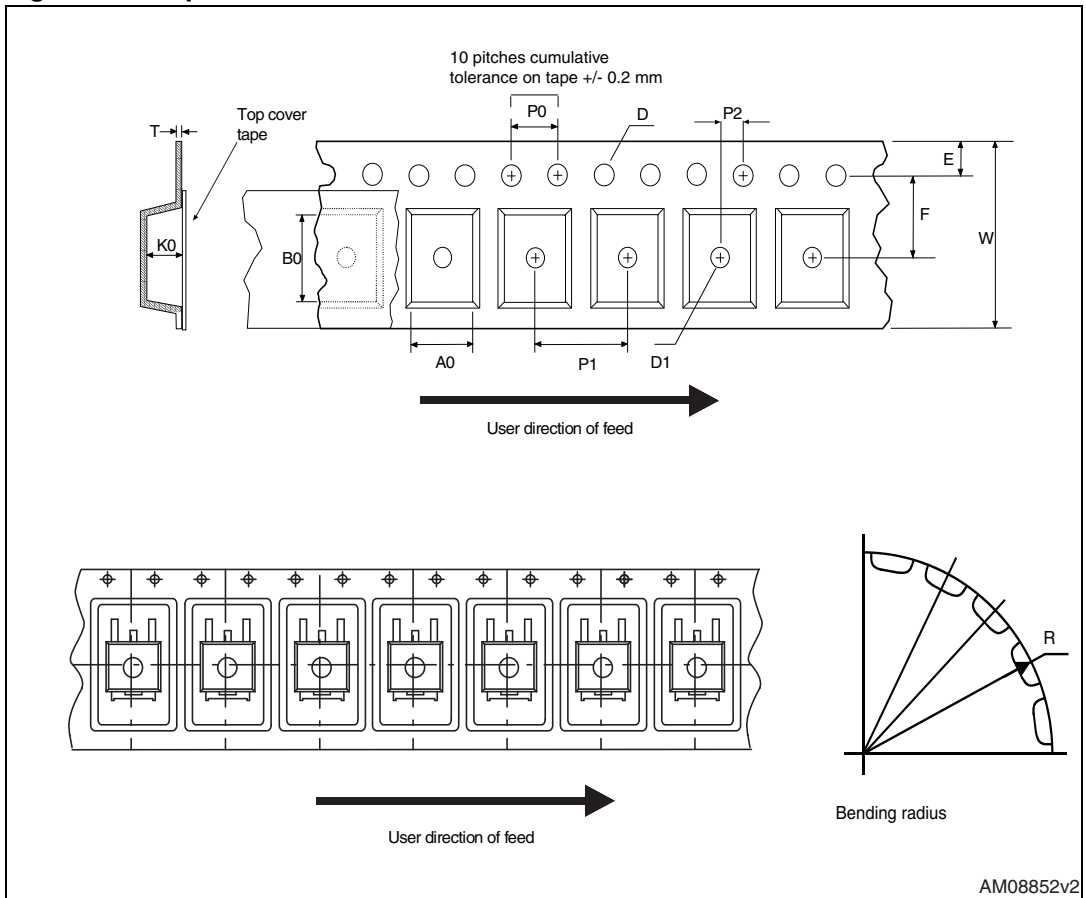 10 pitches cumulative
tolerance on tape +/- 0.2 mm
Top cover
tape
T
P0
D
P2
E
F
W
K0
B0
A0
P1
D1
User direction of feed
R
Bending radius
User direction of feed
AM08852v2